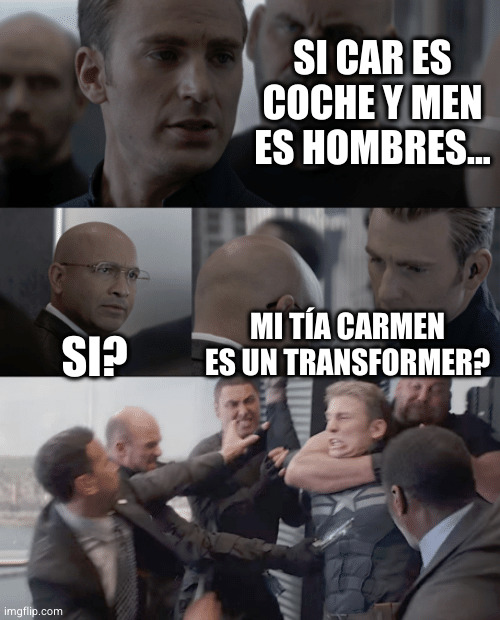 SI CAR ES
COCHE Y MEN
ES HOMBRES...
SI?
MI TÍA CARMEN
ES UN TRANSFORMER?
imgflip.com